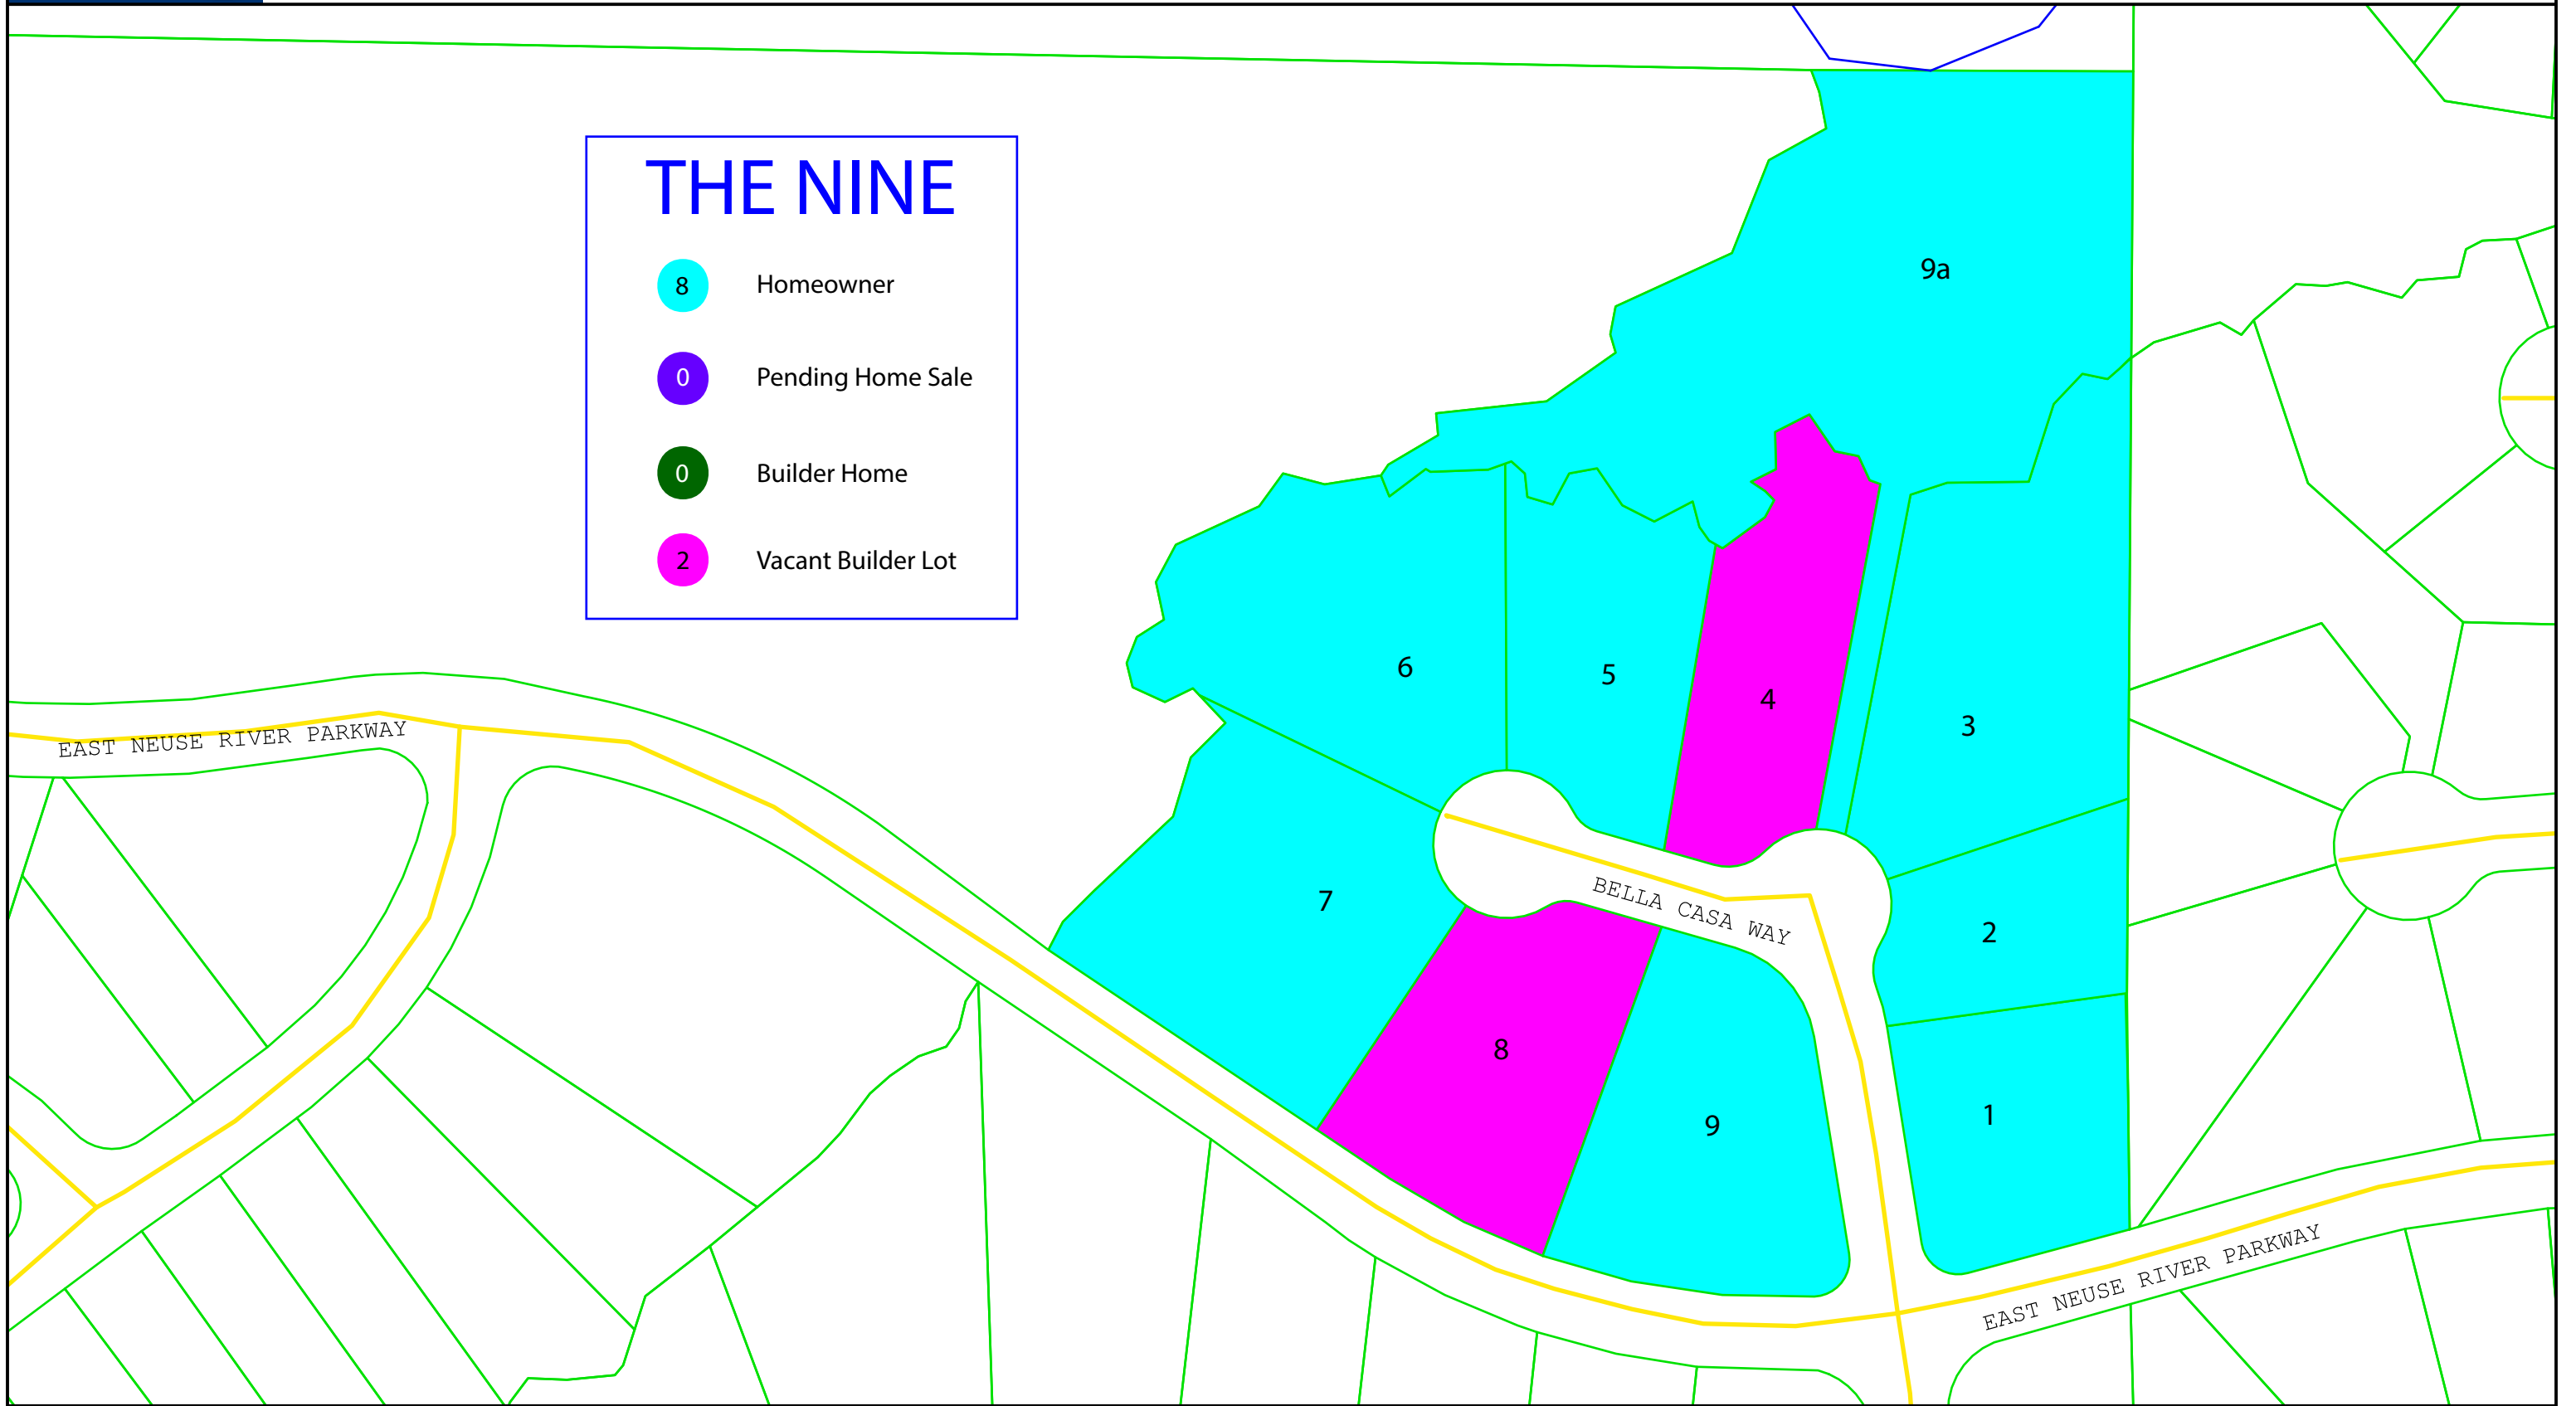 THE NINE
8 Homeowner
0 Pending Home Sale
0 Builder Home
2 Vacant Builder Lot
9a
6
5
4
3
EAST NEUSE RIVER PARKWAY
7
BELLA CASA WAY
2
8
9
1
EAST NEUSE RIVER PARKWAY